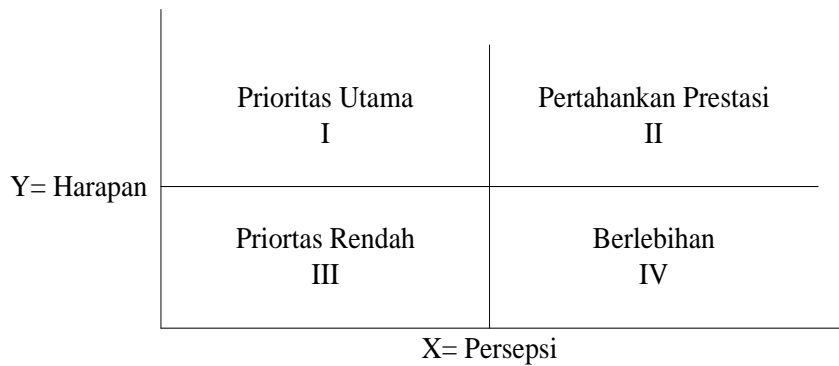 Prioritas Utama
I
Pertahankan Prestasi
II
Y= Harapan
Priortas Rendah
III
Berlebihan
IV
X= Persepsi